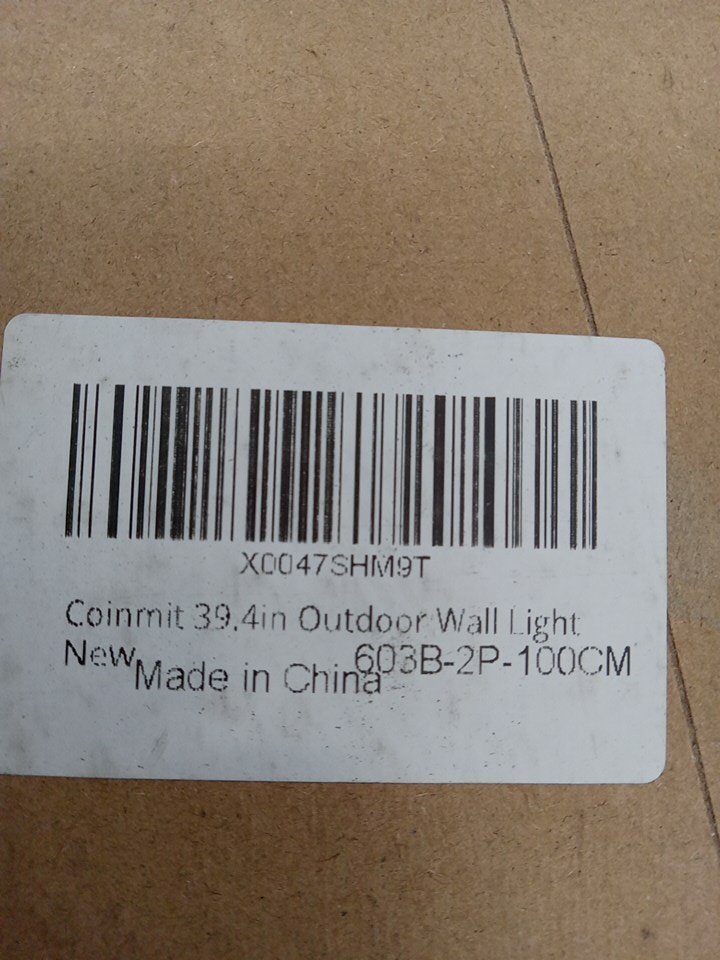 X0047SHM9T
Coinmit 39.4in Outdoor Wall Light
New
Made in China
603B-2P-100CM